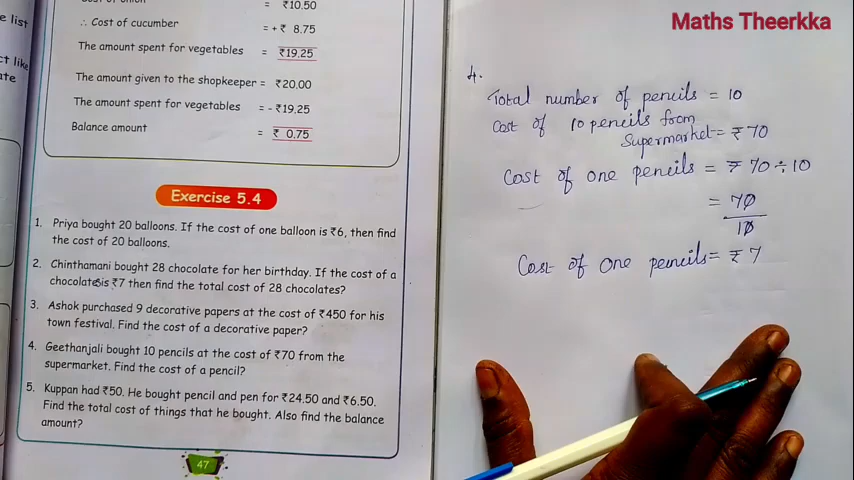 Maths Theerkka
e list
ct like
ate
= ₹10.50
∴ Cost of cucumber = + ₹ 8.75
The amount spent for vegetables = ₹19.25
The amount given to the shopkeeper = ₹20.00
The amount spent for vegetables = - ₹19.25
Balance amount = ₹ 0.75
Exercise 5.4
1. Priya bought 20 balloons. If the cost of one balloon is ₹6, then find
the cost of 20 balloons.
2. Chinthamani bought 28 chocolate for her birthday. If the cost of a
chocolate is ₹7 then find the total cost of 28 chocolates?
3. Ashok purchased 9 decorative papers at the cost of ₹450 for his
town festival. Find the cost of a decorative paper?
4. Geethanjali bought 10 pencils at the cost of ₹70 from the
supermarket. Find the cost of a pencil?
5. Kuppan had ₹50. He bought pencil and pen for ₹24.50 and ₹6.50.
Find the total cost of things that he bought. Also find the balance
amount?
47
4.
Total number of pencils = 10
Cost of 10 pencils from
Supermarket = ₹70
Cost of one pencils = ₹ 70 ÷ 10
= 70
10
Cost of one pencils = ₹ 7